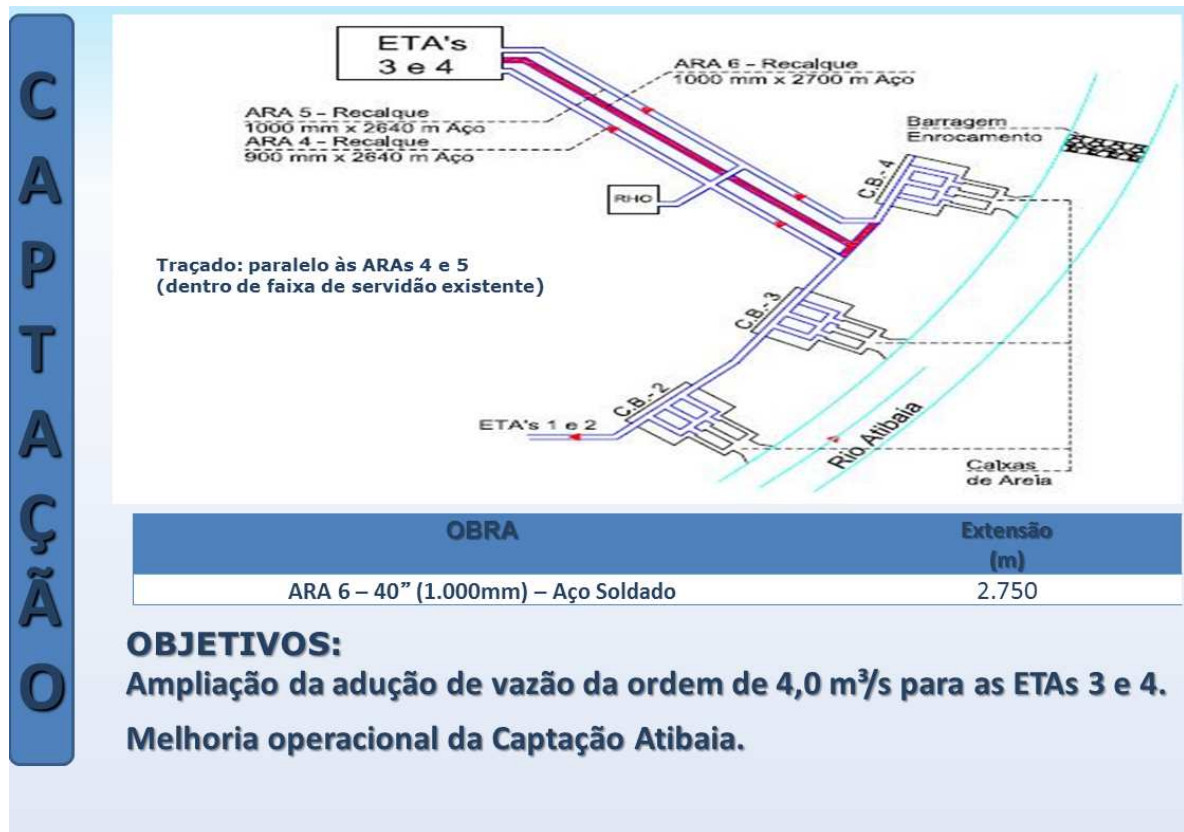 CAPTAÇÃO
ETA's
3 e 4
ARA 6 - Recalque
1000 mm x 2700 m Aço
ARA 5 - Recalque
1000 mm x 2640 m Aço
ARA 4 - Recalque
900 mm x 2640 m Aço
Barragem
Enrocamento
C.B.- 4
RHO
Traçado: paralelo às ARAs 4 e 5
(dentro de faixa de servidão existente)
C.B.- 3
C.B.- 2
ETA's 1 e 2
Rio Atibaia
Caixas
de Areia
OBRA
Extensão
(m)
ARA 6 – 40” (1.000mm) – Aço Soldado
2.750
OBJETIVOS:
Ampliação da adução de vazão da ordem de 4,0 m³/s para as ETAs 3 e 4.
Melhoria operacional da Captação Atibaia.